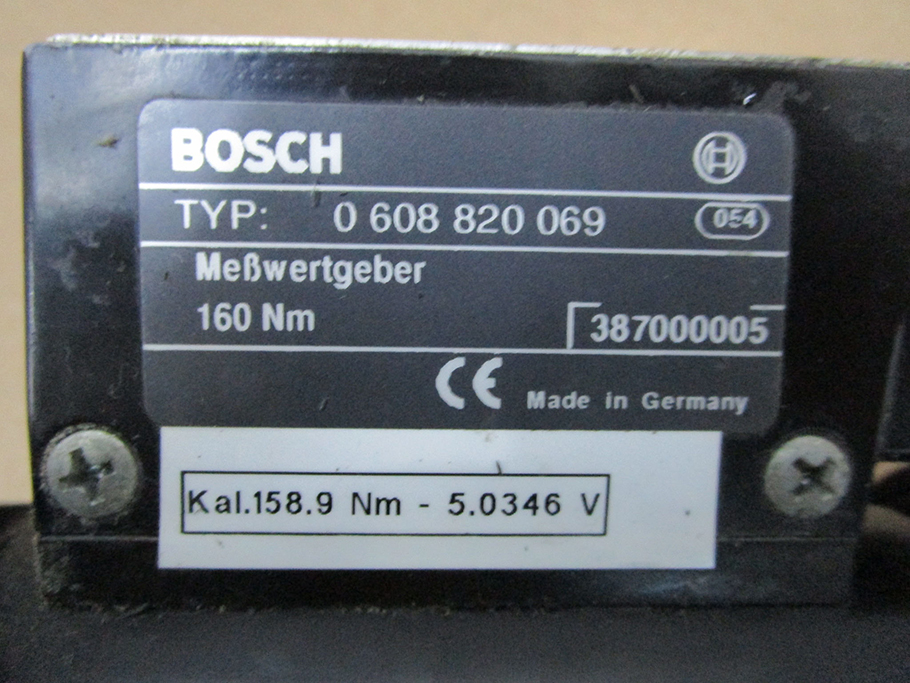 BOSCH
TYP: 0 608 820 069 054
Meßwertgeber
160 Nm 387000005
CE Made in Germany
Kal.158.9 Nm - 5.0346 V